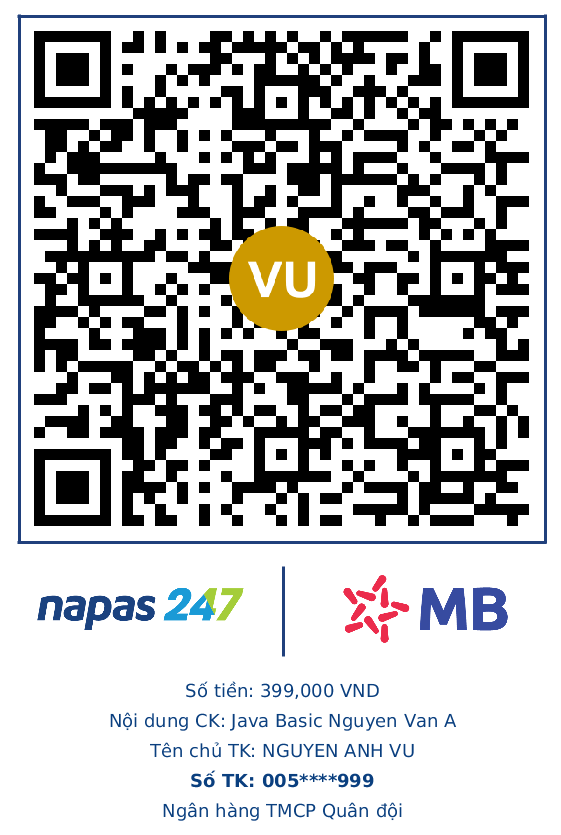 VU
napas 247
MB
Số tiền: 399,000 VND
Nội dung CK: Java Basic Nguyen Van A
Tên chủ TK: NGUYEN ANH VU
Số TK: 005****999
Ngân hàng TMCP Quân đội